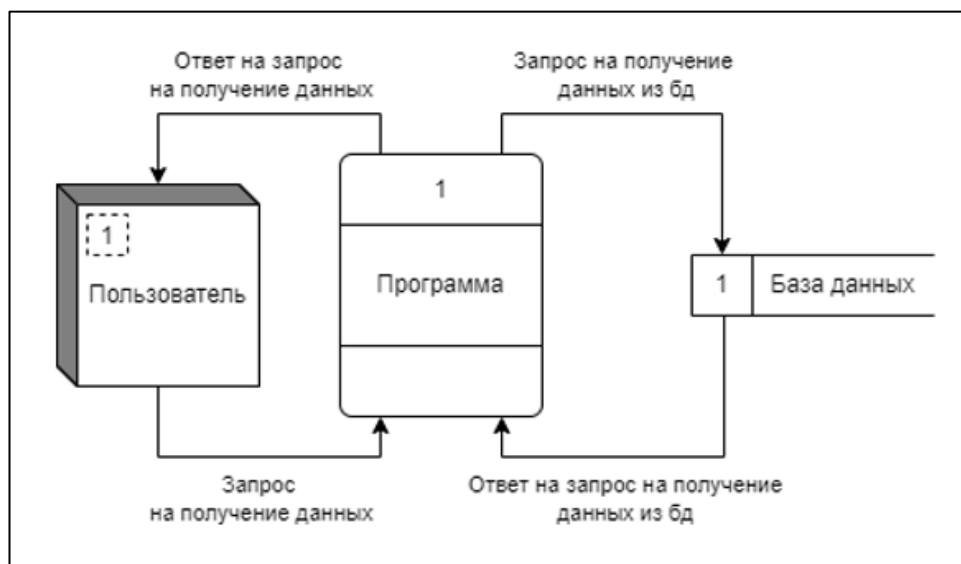 Ответ на запрос
на получение данных
Запрос на получение
данных из бд
1
Пользователь
1
Программа
1
База данных
Запрос
на получение данных
Ответ на запрос на получение
данных из бд